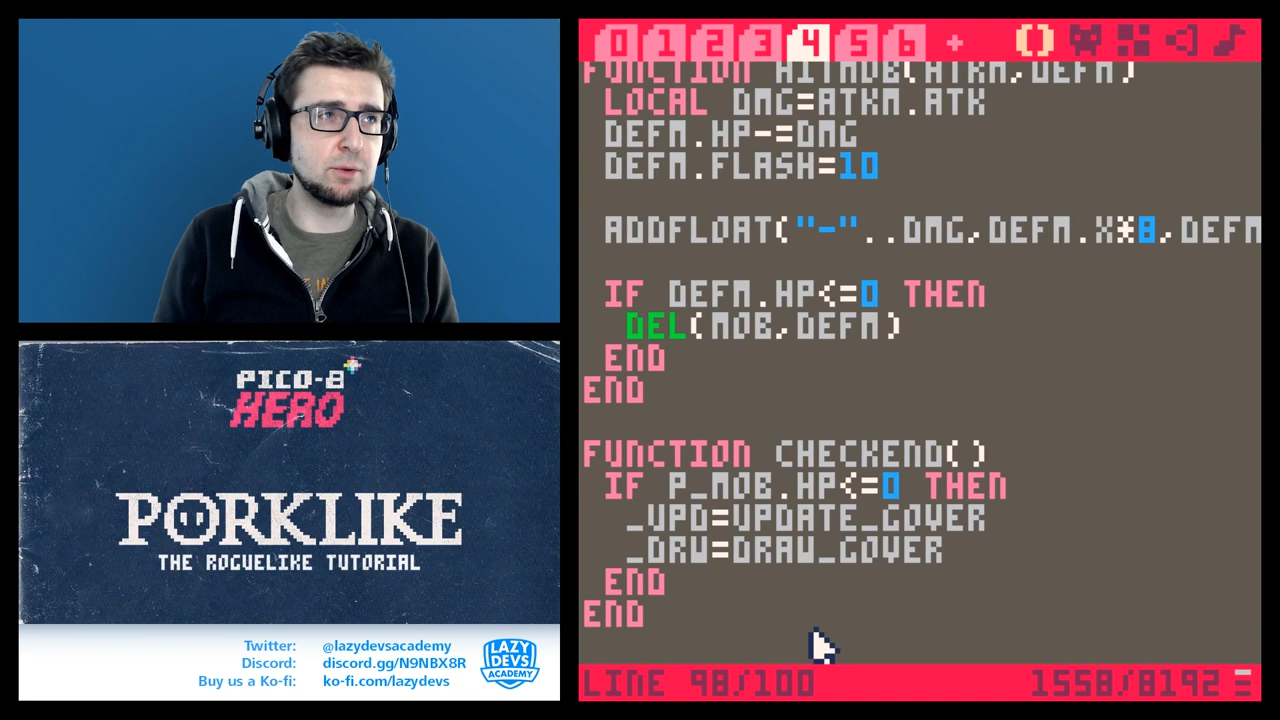 0 1 2 3 4 5 6 +
FUNCTION HITMOB(ATKM,DEFM)
LOCAL DMG=ATKM.ATK
DEFM.HP-=DMG
DEFM.FLASH=10
ADDFLOAT("-"..DMG,DEFM.X*8,DEFM
IF DEFM.HP<=0 THEN
DEL(MOB,DEFM)
END
END
FUNCTION CHECKEND()
IF P_MOB.HP<=0 THEN
_UPD=UPDATE_GOVER
_DRW=DRAW_GOVER
END
END
LINE 98/100
1558/8192
PICO-8
HERO
PORKLIKE
THE ROGUELIKE TUTORIAL
Twitter: @lazydevsacademy
Discord: discord.gg/N9NBX8R
Buy us a Ko-fi: ko-fi.com/lazydevs
LAZY
DEVS
ACADEMY